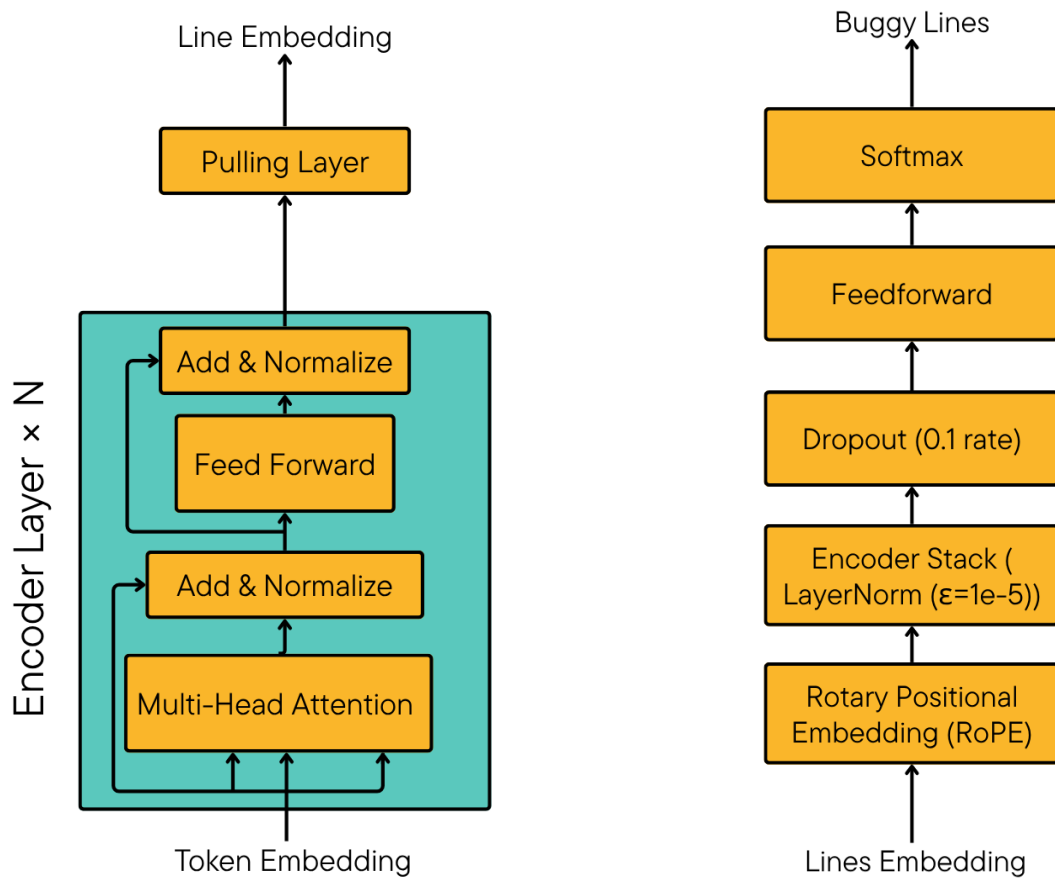 Line Embedding
Pulling Layer
Encoder Layer × N
Add & Normalize
Feed Forward
Add & Normalize
Multi-Head Attention
Token Embedding
Buggy Lines
Softmax
Feedforward
Dropout (0.1 rate)
Encoder Stack (
LayerNorm (ε=1e-5))
Rotary Positional
Embedding (RoPE)
Lines Embedding